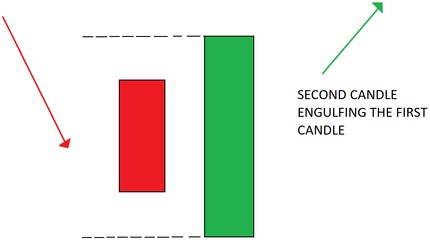 SECOND CANDLE
ENGULFING THE FIRST
CANDLE